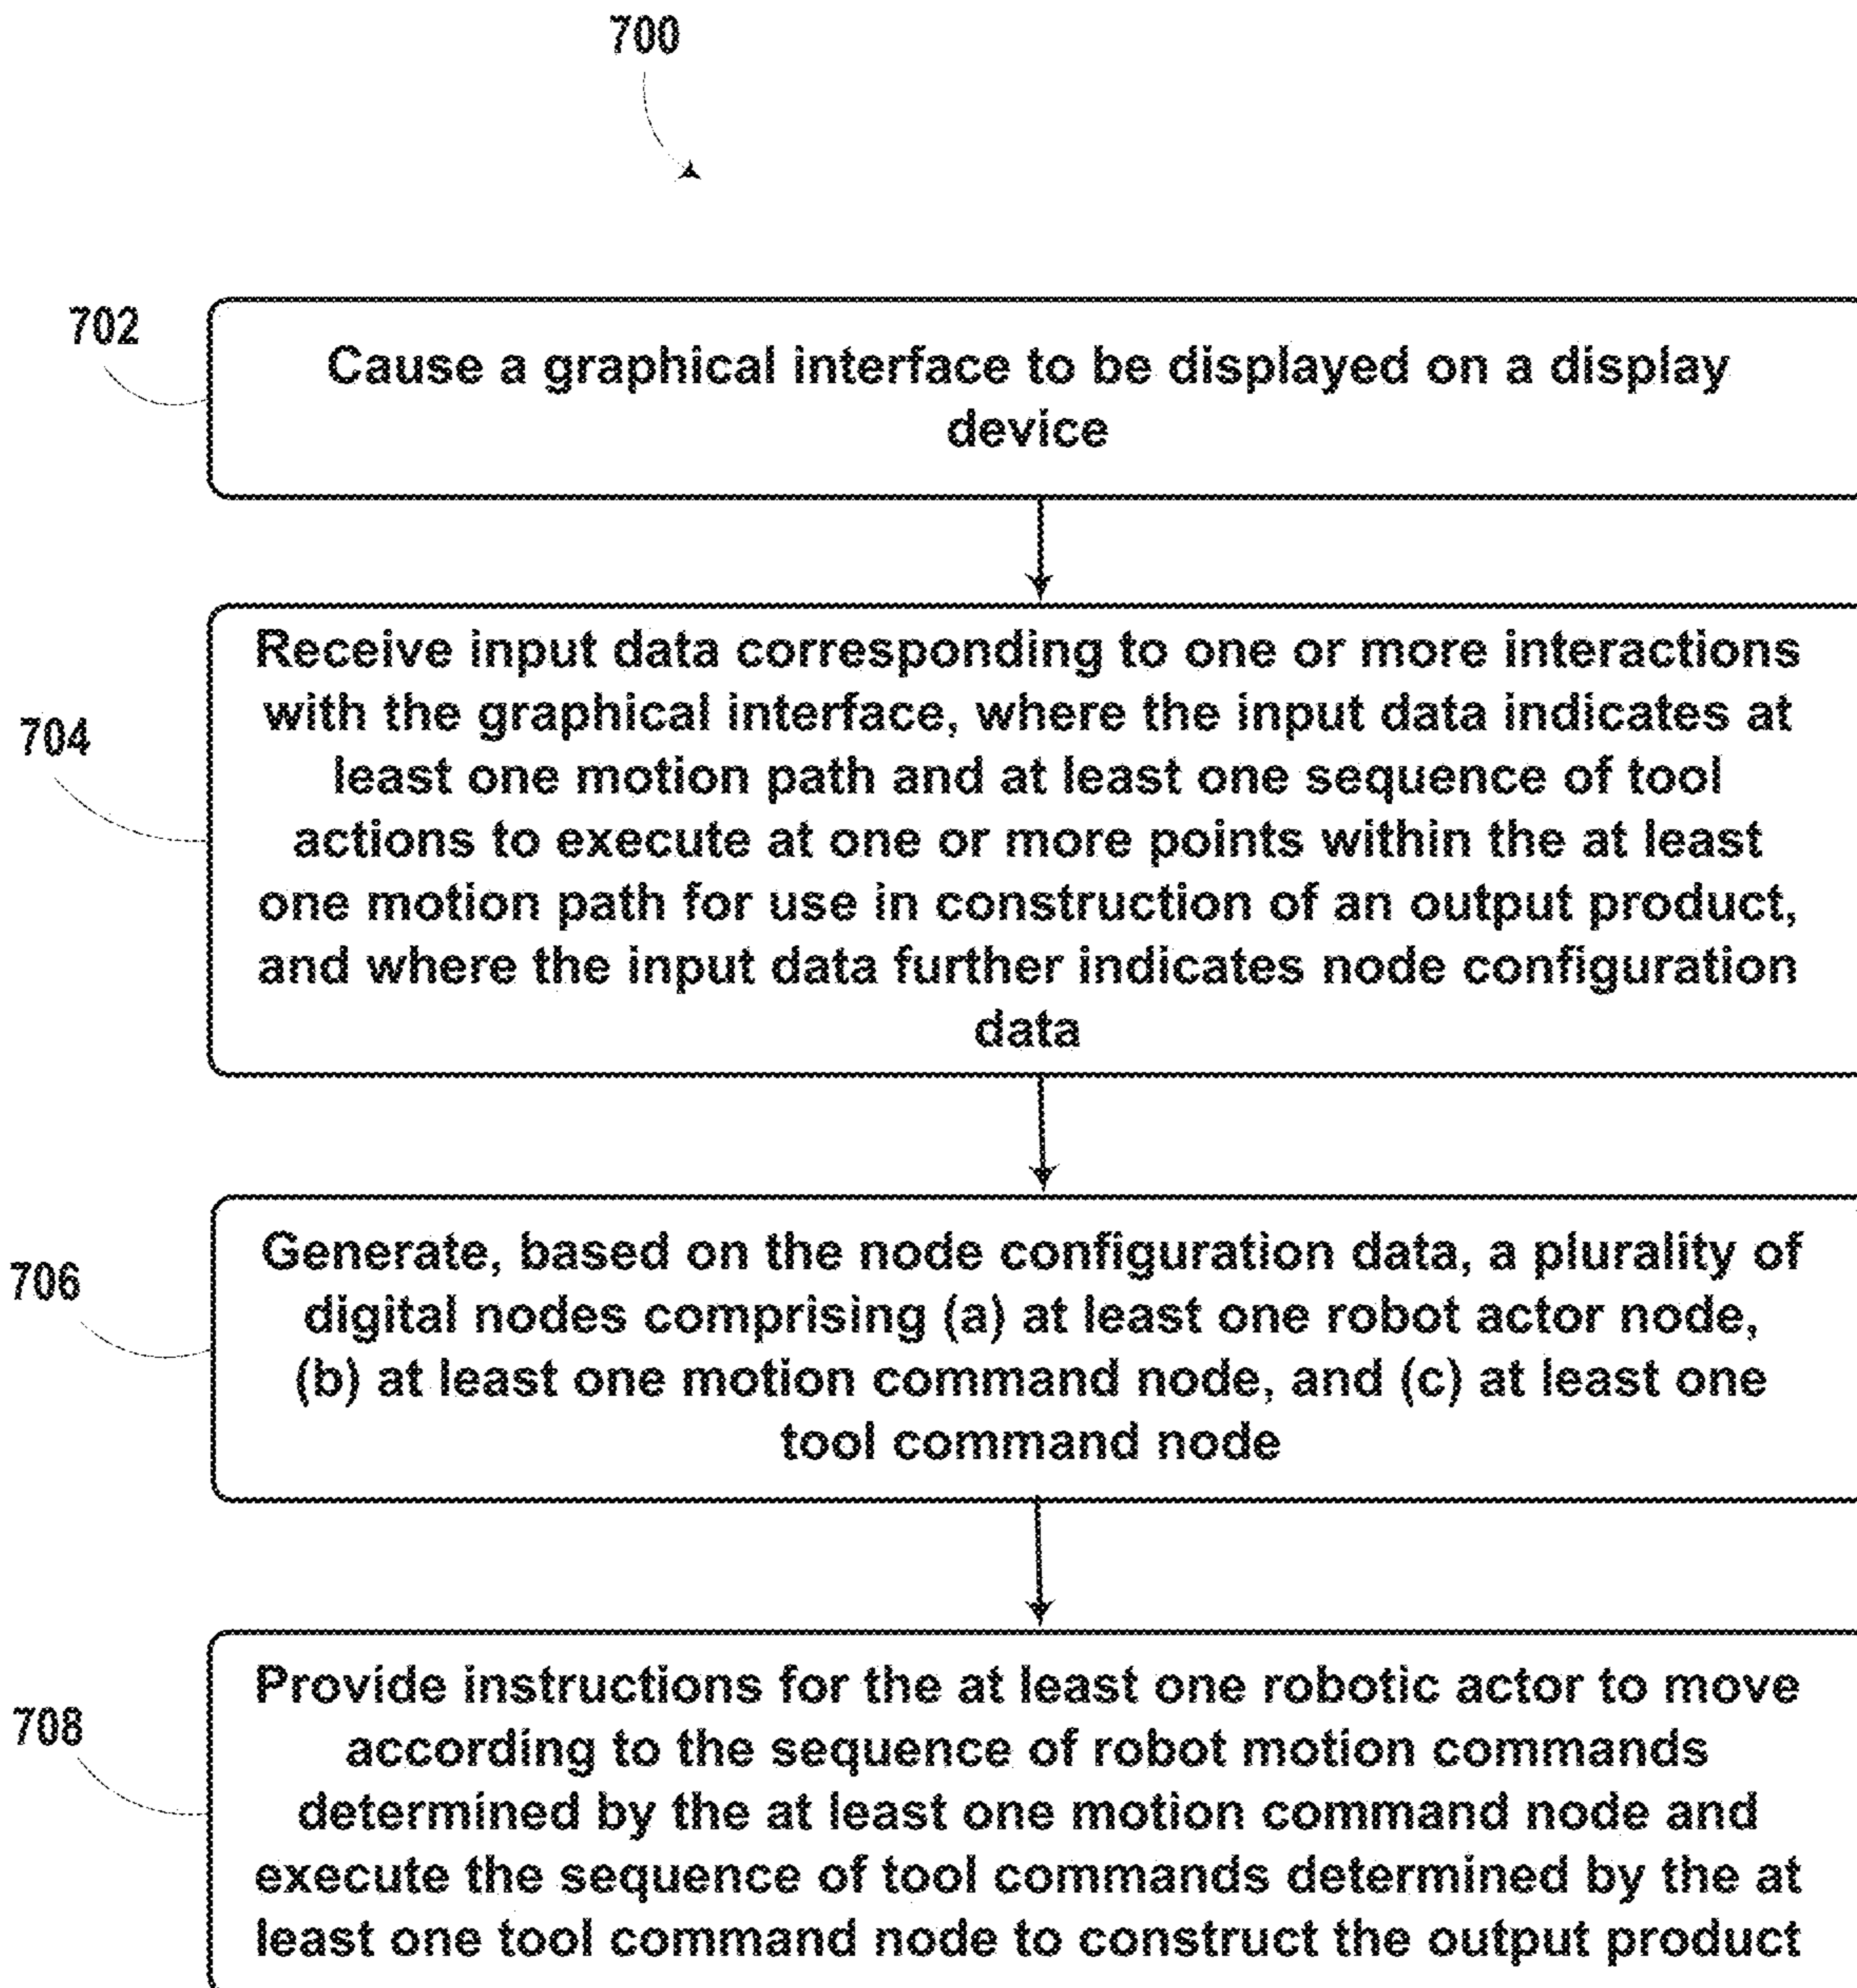 700
702
Cause a graphical interface to be displayed on a display
device
704
Receive input data corresponding to one or more interactions
with the graphical interface, where the input data indicates at
least one motion path and at least one sequence of tool
actions to execute at one or more points within the at least
one motion path for use in construction of an output product,
and where the input data further indicates node configuration
data
706
Generate, based on the node configuration data, a plurality of
digital nodes comprising (a) at least one robot actor node,
(b) at least one motion command node, and (c) at least one
tool command node
708
Provide instructions for the at least one robotic actor to move
according to the sequence of robot motion commands
determined by the at least one motion command node and
execute the sequence of tool commands determined by the at
least one tool command node to construct the output product